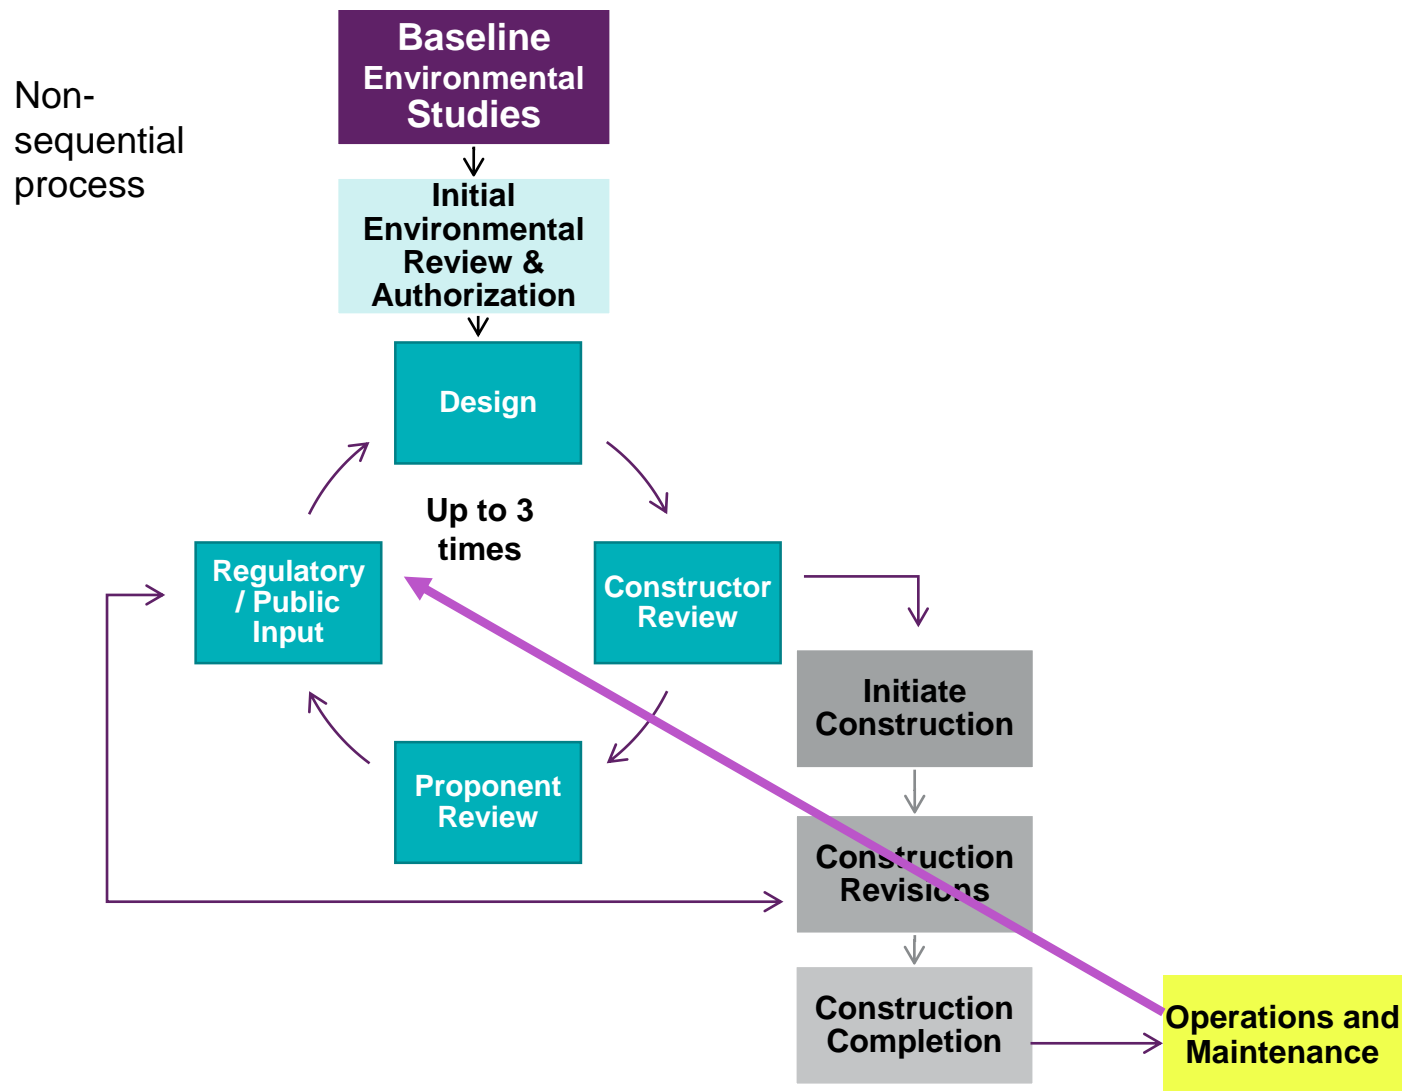 Non-
sequential
process
Baseline
Environmental
Studies
Initial
Environmental
Review &
Authorization
Design
Up to 3
times
Regulatory
/ Public
Input
Constructor
Review
Proponent
Review
Initiate
Construction
Construction
Revisions
Construction
Completion
Operations and
Maintenance